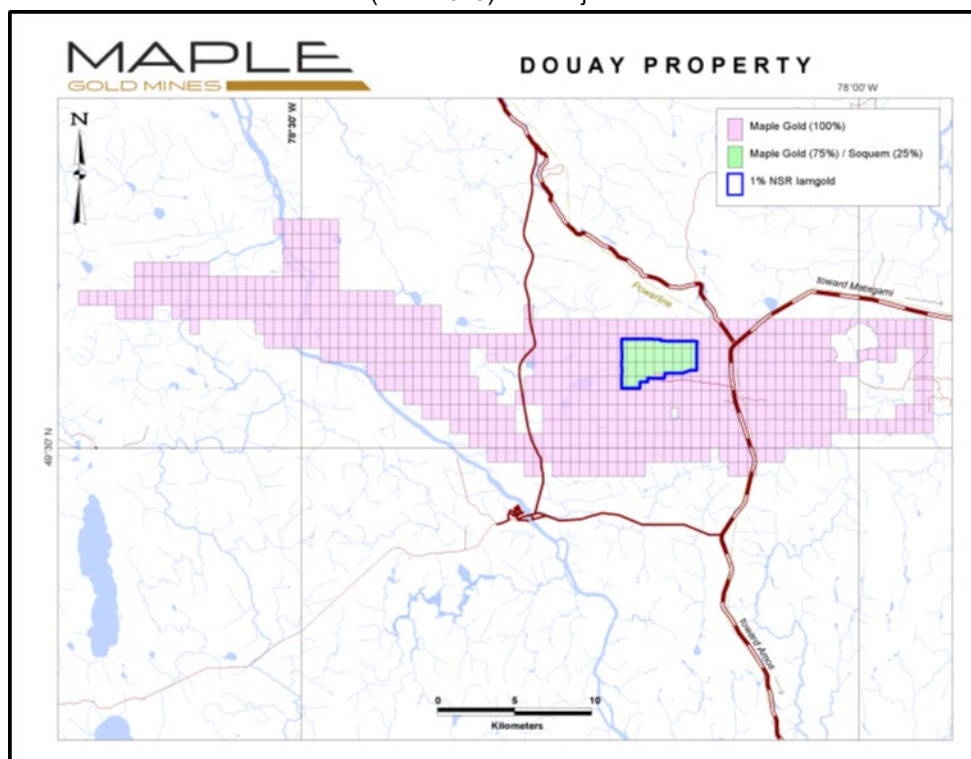 MAPLE
GOLD MINES
DOUAY PROPERTY
78°00' W
78°30' W
N
Maple Gold (100%)
Maple Gold (75%) / Soquem (25%)
1% NSR Iamgold
toward Matagami
Powerline
49°30' N
toward Amos
0 5 10
Kilometers